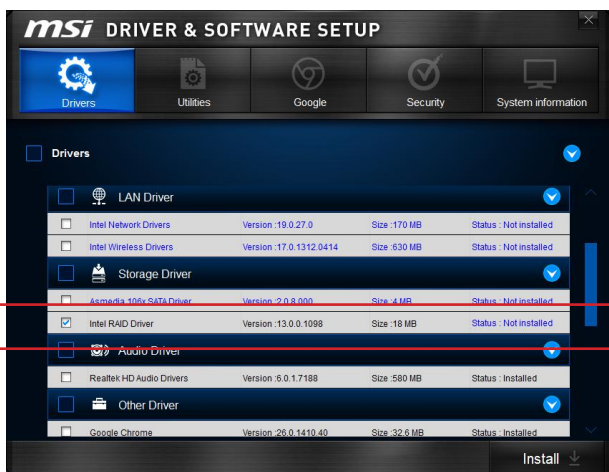 msi DRIVER & SOFTWARE SETUP
Drivers Utilities Google Security System information
Drivers
LAN Driver
Intel Network Drivers Version :19.0.27.0 Size :170 MB Status : Not installed
Intel Wireless Drivers Version :17.0.1312.0414 Size :630 MB Status : Not installed
Storage Driver
Asmedia 106x SATA Driver Version :2.0.8.000 Size :4 MB Status : Not installed
Intel RAID Driver Version :13.0.0.1098 Size :18 MB Status : Not installed
Audio Driver
Realtek HD Audio Drivers Version :6.0.1.7188 Size :580 MB Status : Installed
Other Driver
Google Chrome Version :26.0.1410.40 Size :32.6 MB Status : Installed
Install